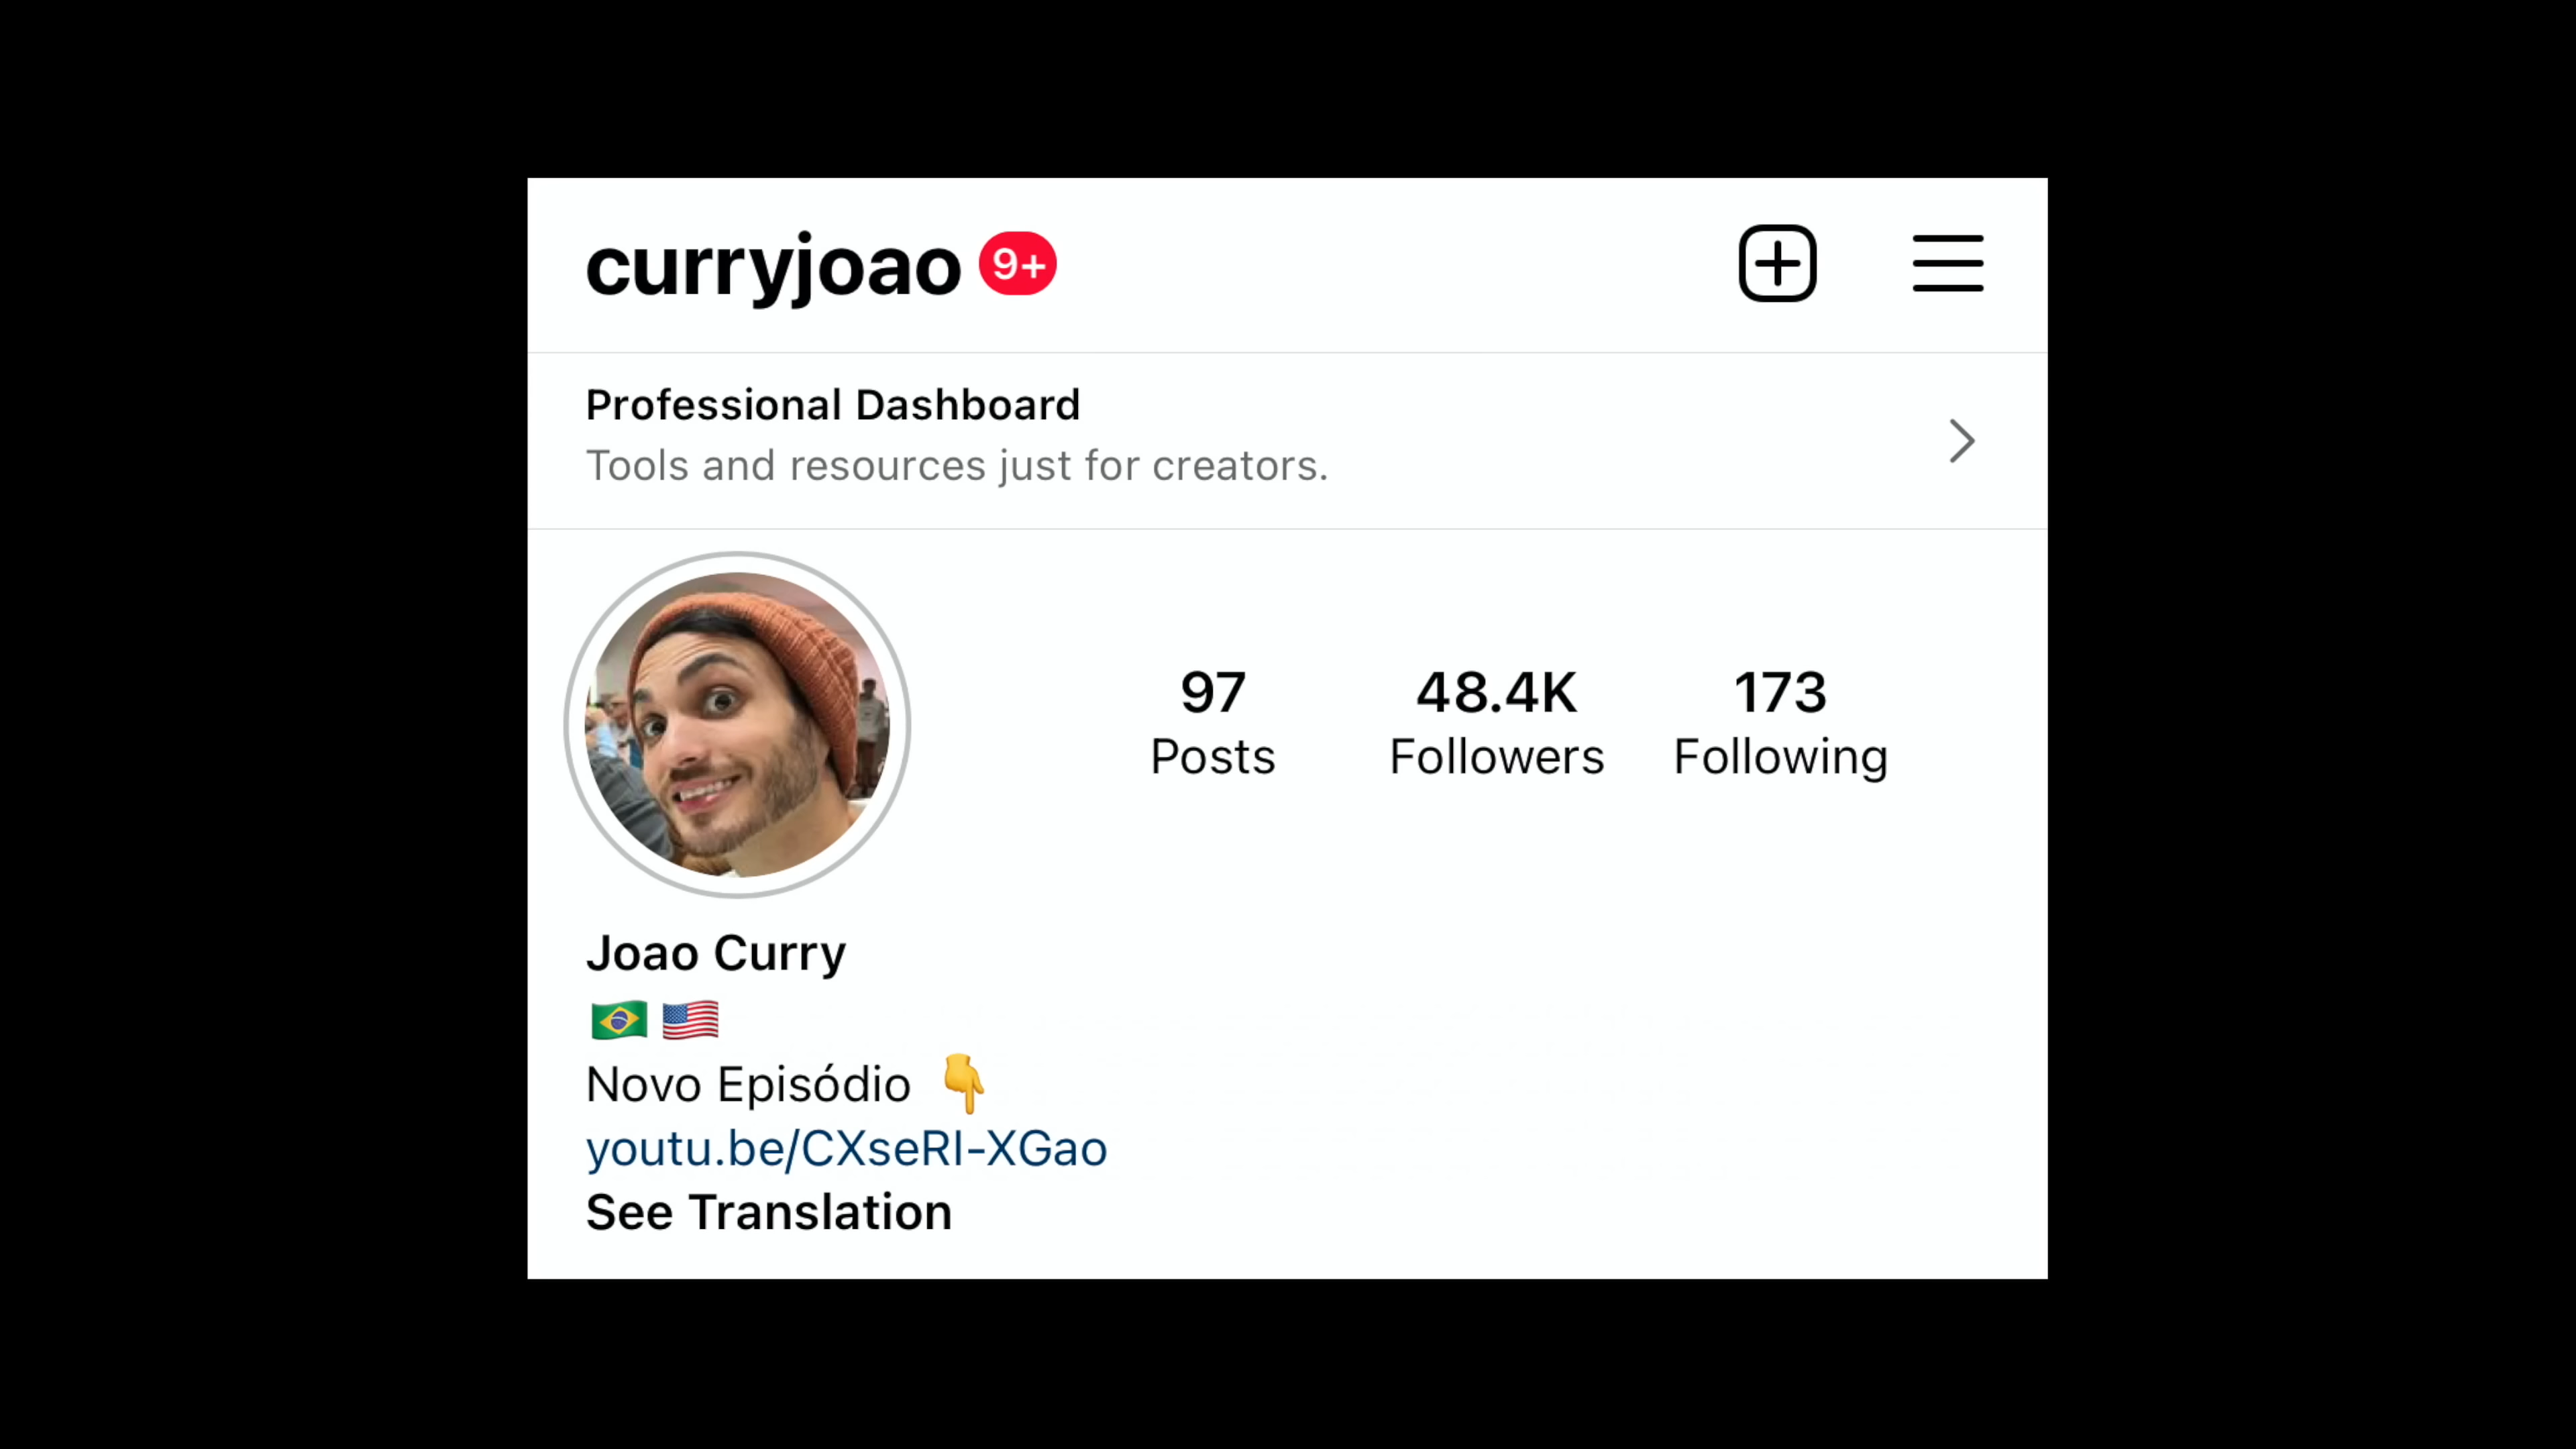 curryjoao 9+
Professional Dashboard
Tools and resources just for creators.
97 48.4K 173
Posts Followers Following
Joao Curry
🇧🇷 🇺🇸
Novo Episódio 👇
youtu.be/CXseRI-XGao
See Translation